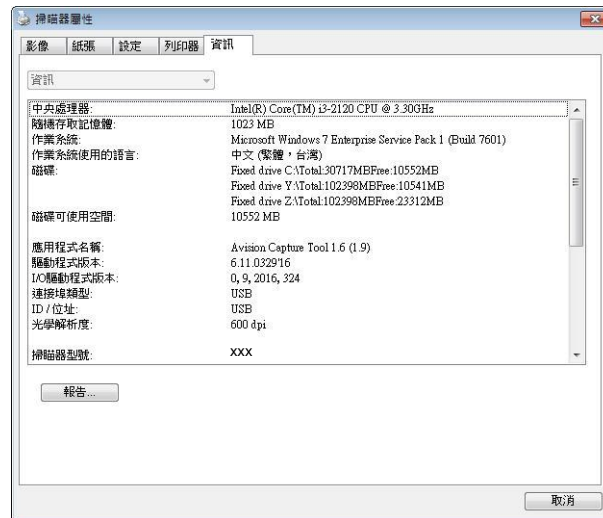 掃瞄器屬性
影像 紙張 設定 列印器 資訊
資訊
中央處理器: Intel(R) Core(TM) i3-2120 CPU @ 3.30GHz
隨機存取記憶體: 1023 MB
作業系統: Microsoft Windows 7 Enterprise Service Pack 1 (Build 7601)
作業系統使用的語言: 中文 (繁體，台灣)
磁碟: Fixed drive C:\Total:30717MBFree:10552MB
Fixed drive Y:\Total:102398MBFree:10541MB
Fixed drive Z:\Total:102398MBFree:23312MB
磁碟可使用空間: 10552 MB
應用程式名稱: Avision Capture Tool 1.6 (1.9)
驅動程式版本: 6.11.0329'16
I/O驅動程式版本: 0, 9, 2016, 324
連接埠類型: USB
ID / 位址: USB
光學解析度: 600 dpi
掃瞄器型號: XXX
報告...
取消